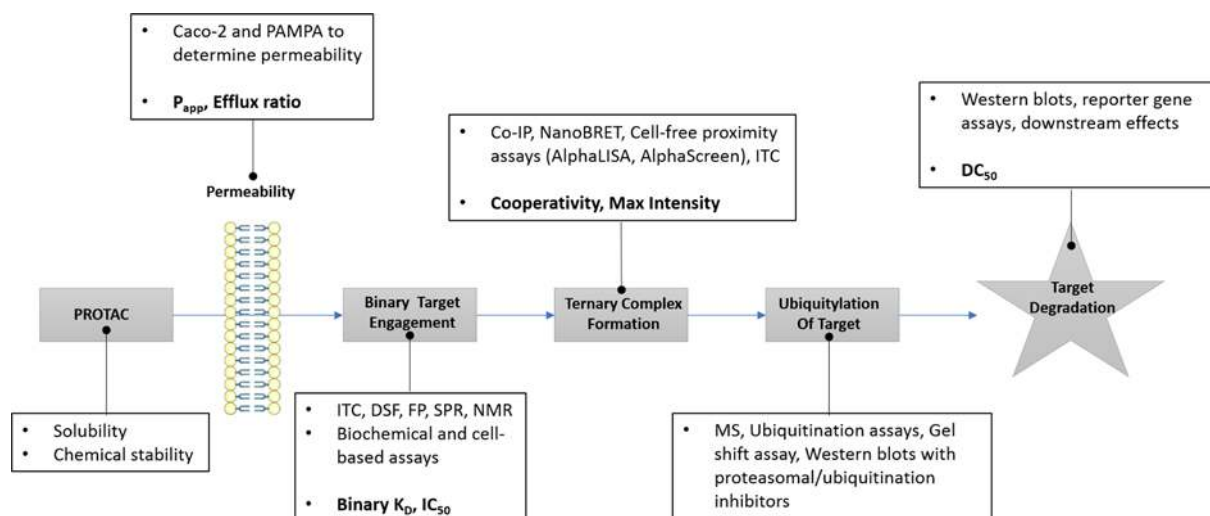 • Caco-2 and PAMPA to
determine permeability
• Papp, Efflux ratio
Permeability
• Co-IP, NanoBRET, Cell-free proximity
assays (AlphaLISA, AlphaScreen), ITC
• Cooperativity, Max Intensity
• Western blots, reporter gene
assays, downstream effects
• DC50
PROTAC
Binary Target
Engagement
Ternary Complex
Formation
Ubiquitylation
Of Target
Target
Degradation
• Solubility
• Chemical stability
• ITC, DSF, FP, SPR, NMR
• Biochemical and cell-
based assays
• Binary KD, IC50
• MS, Ubiquitination assays, Gel
shift assay, Western blots with
proteasomal/ubiquitination
inhibitors